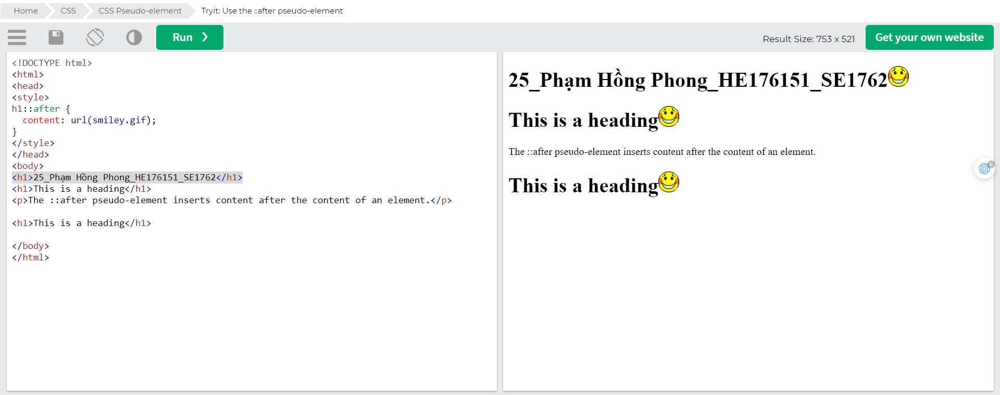 Home CSS CSS Pseudo-element Tryit: Use the ::after pseudo-element
Run ❯ Result Size: 753 x 521 Get your own website
<!DOCTYPE html>
<html>
<head>
<style>
h1::after {
  content: url(smiley.gif);
}
</style>
</head>
<body>
<h1>25_Phạm Hồng Phong_HE176151_SE1762</h1>
<h1>This is a heading</h1>
<p>The ::after pseudo-element inserts content after the content of an element.</p>
<h1>This is a heading</h1>
</body>
</html>
25_Phạm Hồng Phong_HE176151_SE1762
This is a heading
The ::after pseudo-element inserts content after the content of an element.
This is a heading